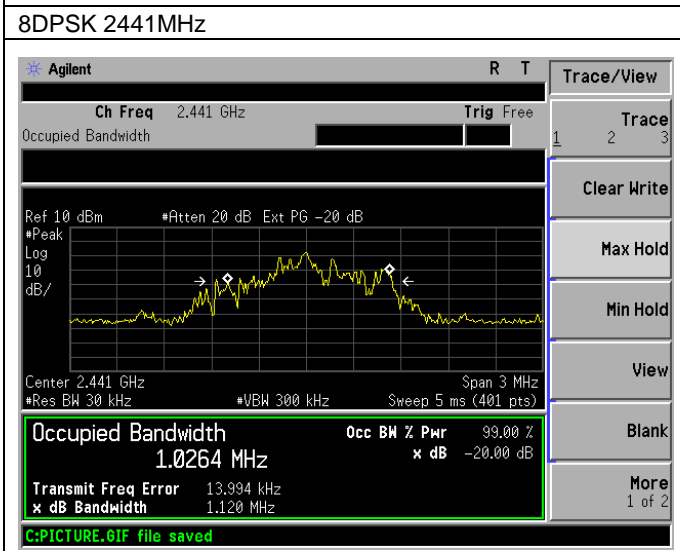 8DPSK 2441MHz
Agilent R T
Trace/View
Ch Freq 2.441 GHz Trig Free
Occupied Bandwidth
Trace
1 2 3
Clear Write
Ref 10 dBm #Atten 20 dB Ext PG -20 dB
#Peak
Log
10
dB/
Max Hold
Min Hold
View
Center 2.441 GHz Span 3 MHz
#Res BW 30 kHz #VBW 300 kHz Sweep 5 ms (401 pts)
Occupied Bandwidth Occ BW % Pwr 99.00 %
1.0264 MHz x dB -20.00 dB
Blank
Transmit Freq Error 13.994 kHz
x dB Bandwidth 1.120 MHz
More
1 of 2
C:PICTURE.GIF file saved